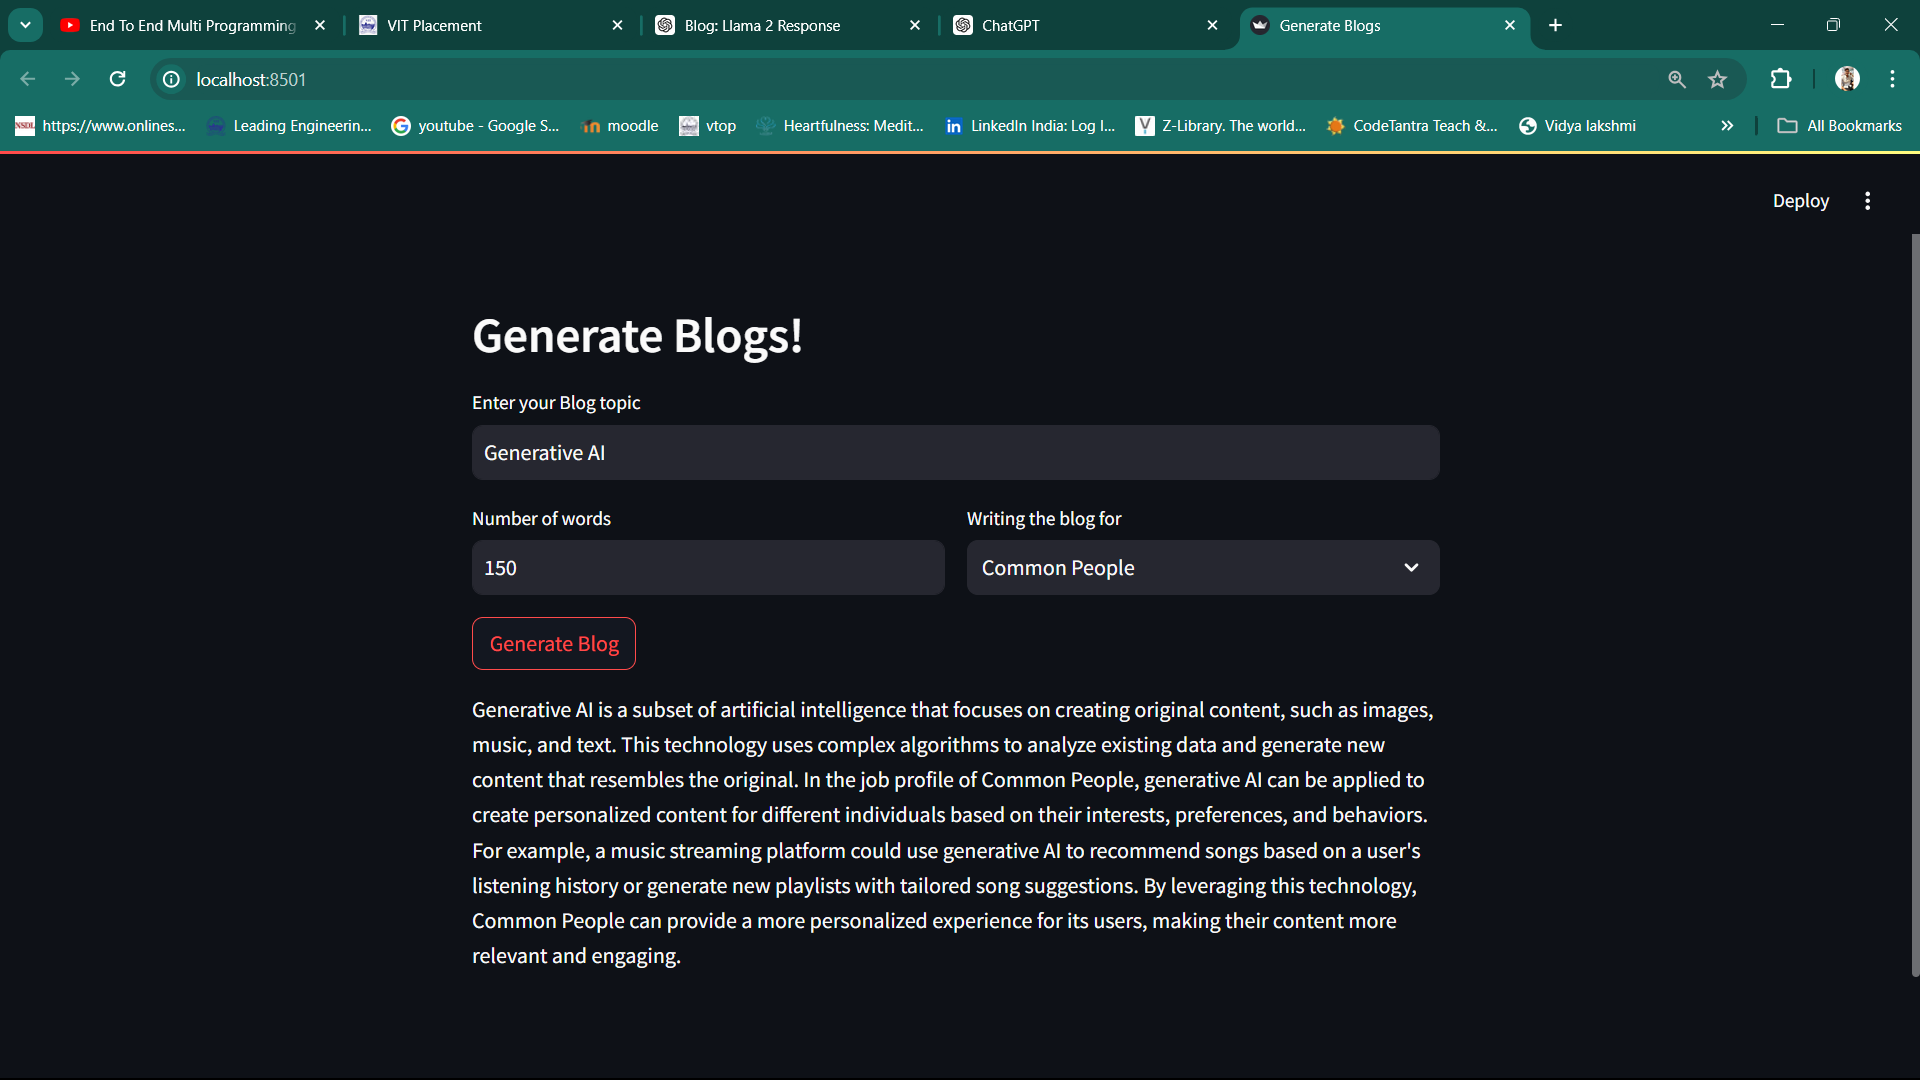 End To End Multi Programming
VIT Placement
Blog: Llama 2 Response
ChatGPT
Generate Blogs
localhost:8501
NSDL https://www.onlines...
Leading Engineerin...
youtube - Google S...
moodle
vtop
Heartfulness: Medit...
in LinkedIn India: Log I...
Z-Library. The world...
CodeTantra Teach &...
Vidya lakshmi
All Bookmarks
Deploy
Generate Blogs!
Enter your Blog topic
Generative AI
Number of words
Writing the blog for
150
Common People
Generate Blog
Generative AI is a subset of artificial intelligence that focuses on creating original content, such as images,
music, and text. This technology uses complex algorithms to analyze existing data and generate new
content that resembles the original. In the job profile of Common People, generative AI can be applied to
create personalized content for different individuals based on their interests, preferences, and behaviors.
For example, a music streaming platform could use generative AI to recommend songs based on a user's
listening history or generate new playlists with tailored song suggestions. By leveraging this technology,
Common People can provide a more personalized experience for its users, making their content more
relevant and engaging.